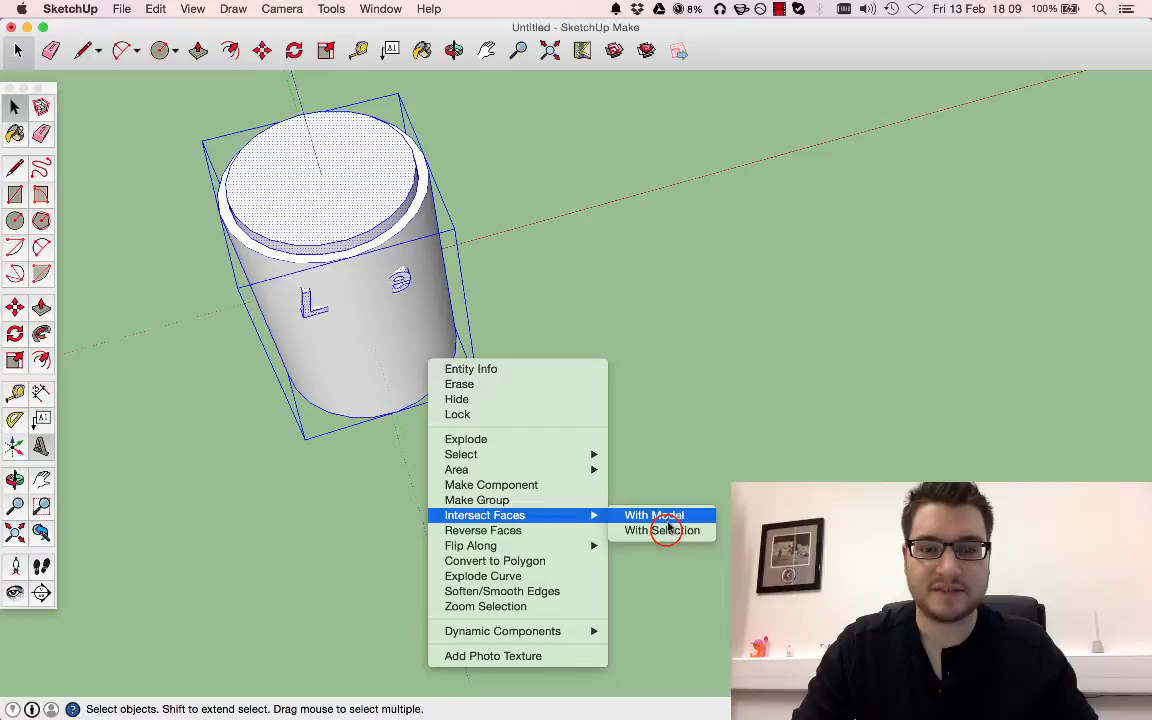 SketchUp File Edit View Draw Camera Tools Window Help 8% Fri 13 Feb 18 09 100%
Untitled - SketchUp Make
A1
A1
L a
Entity Info
Erase
Hide
Lock
Explode
Select
Area
Make Component
Make Group
Intersect Faces
With Model
Reverse Faces
With Selection
Flip Along
Convert to Polygon
Explode Curve
Soften/Smooth Edges
Zoom Selection
Dynamic Components
Add Photo Texture
Select objects. Shift to extend select. Drag mouse to select multiple.